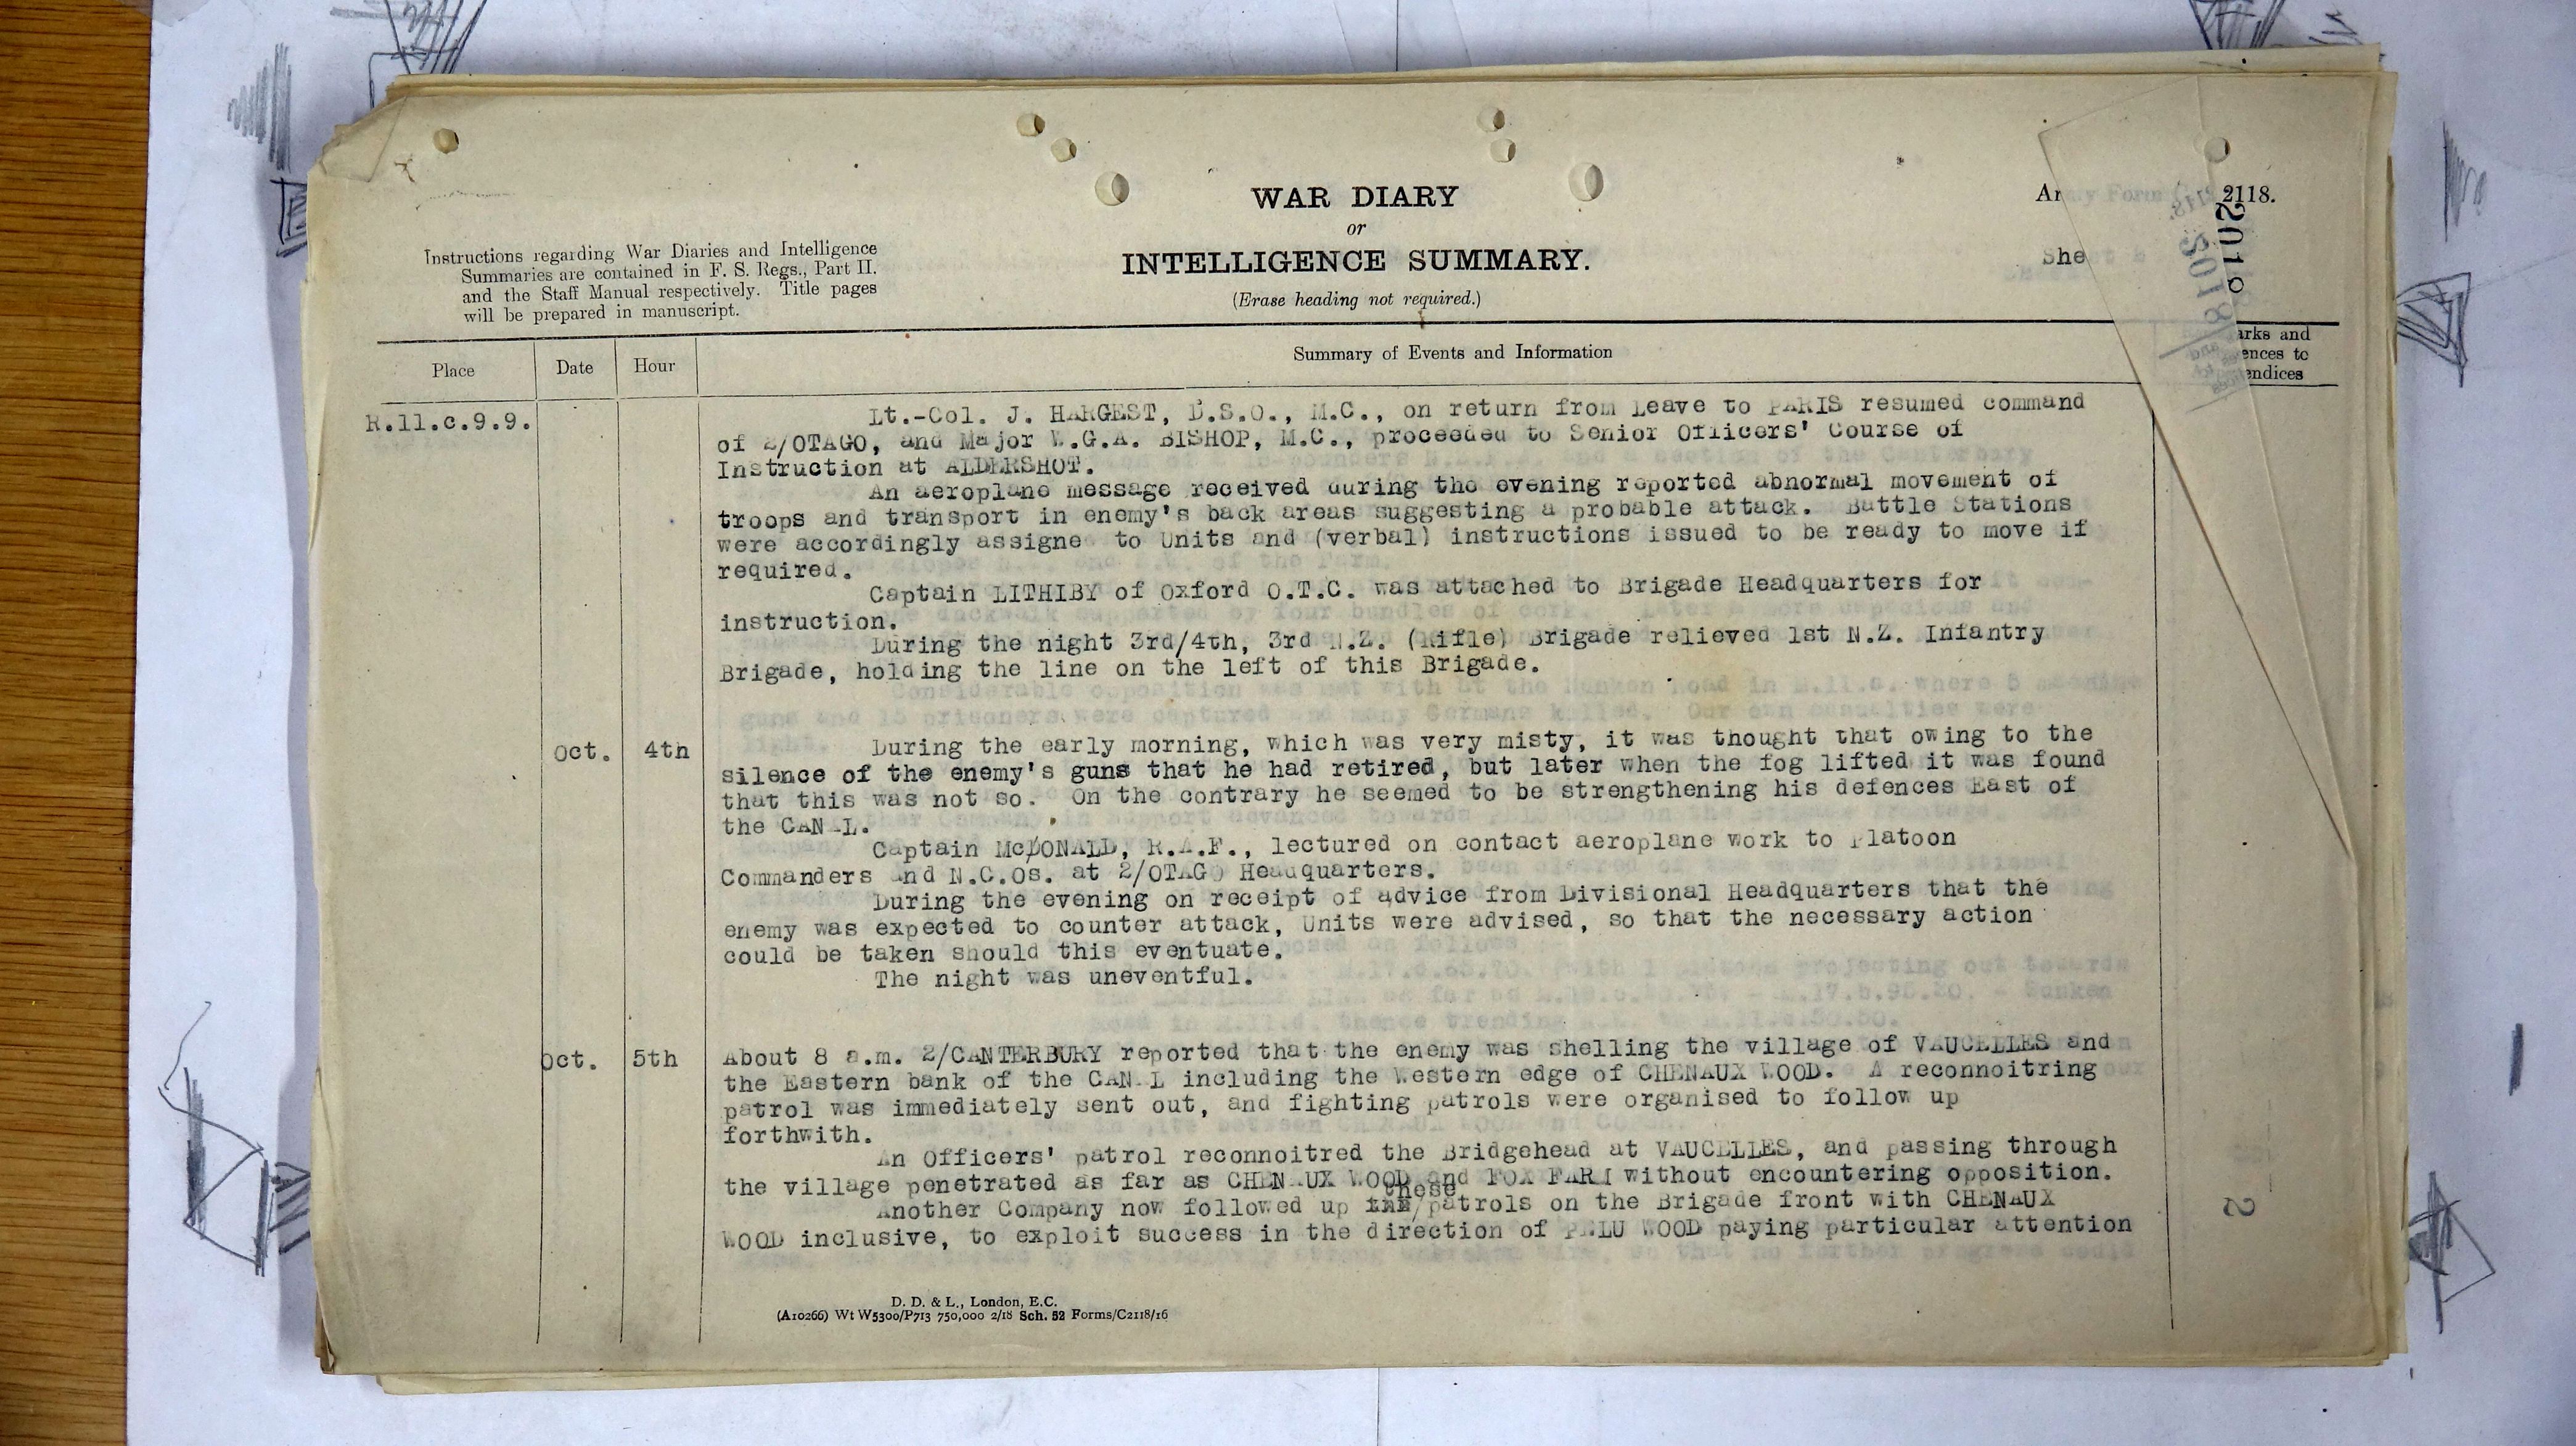 WAR DIARY
or
INTELLIGENCE SUMMARY.
(Erase heading not required.)
Army Form 2118.
2018
Instructions regarding War Diaries and Intelligence
Summaries are contained in F. S. Regs., Part II.
and the Staff Manual respectively. Title pages
will be prepared in manuscript.
Place Date Hour Summary of Events and Information
R.11.c.9.9.
Lt.-Col. J. HARGEST, D.S.O., M.C., on return from Leave to PARIS resumed command
of 2/OTAGO, and Major W.G.A. BISHOP, M.C., proceeded to Senior Officers' Course of
Instruction at ALDERSHOT.
An aeroplane message received during the evening reported abnormal movement of
troops and transport in enemy's back areas suggesting a probable attack. Battle Stations
were accordingly assigne to Units and (verbal) instructions issued to be ready to move if
required.
Captain LITHIBY of Oxford O.T.C. was attached to Brigade Headquarters for
instruction.
During the night 3rd/4th, 3rd N.Z. (Rifle) Brigade relieved 1st N.Z. Infantry
Brigade, holding the line on the left of this Brigade.
Oct. 4th During the early morning, which was very misty, it was thought that owing to the
silence of the enemy's guns that he had retired, but later when the fog lifted it was found
that this was not so. On the contrary he seemed to be strengthening his defences East of
the CANAL.
Captain McDONALD, R.A.F., lectured on contact aeroplane work to Platoon
Commanders and N.C.Os. at 2/OTAGO Headquarters.
During the evening on receipt of advice from Divisional Headquarters that the
enemy was expected to counter attack, Units were advised, so that the necessary action
could be taken should this eventuate.
The night was uneventful.
Oct. 5th About 8 a.m. 2/CANTERBURY reported that the enemy was shelling the village of VAUCELLES and
the Eastern bank of the CANAL including the Western edge of CHENAUX WOOD. A reconnoitring
patrol was immediately sent out, and fighting patrols were organised to follow up
forthwith.
An Officers' patrol reconnoitred the Bridgehead at VAUCELLES, and passing through
the village penetrated as far as CHENAUX WOOD and FOX FARM without encountering opposition.
these
Another Company now followed up patrols on the Brigade front with CHENAUX
WOOD inclusive, to exploit success in the direction of PELU WOOD paying particular attention
D. D. & L., London, E.C.
(A10266) Wt W5300/P713 750,000 2/18 Sch. 52 Forms/C2118/16
2